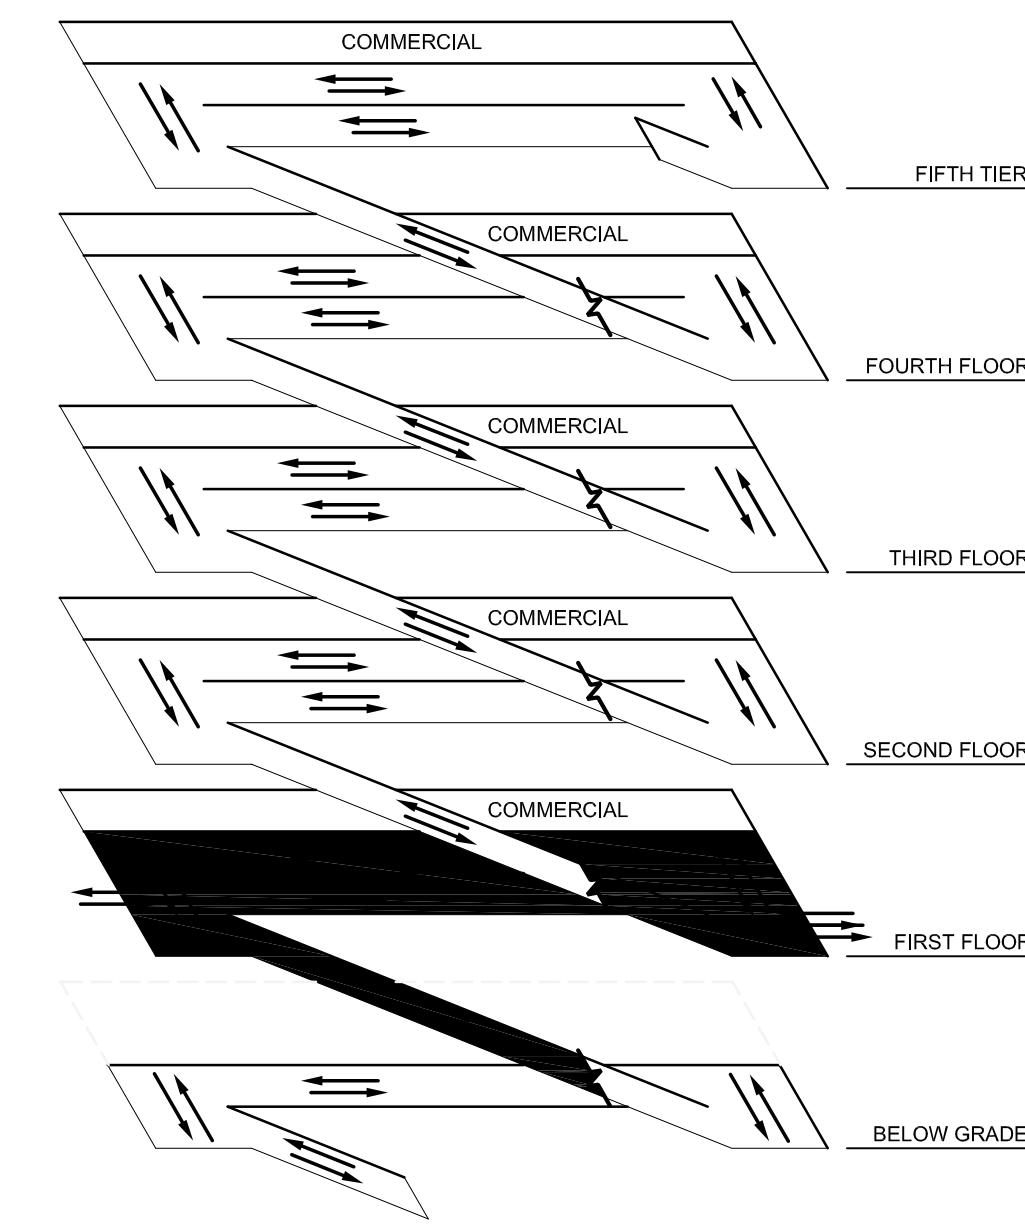 COMMERCIAL
FIFTH TIER
COMMERCIAL
FOURTH FLOOR
COMMERCIAL
THIRD FLOOR
COMMERCIAL
SECOND FLOOR
COMMERCIAL
FIRST FLOOR
BELOW GRADE